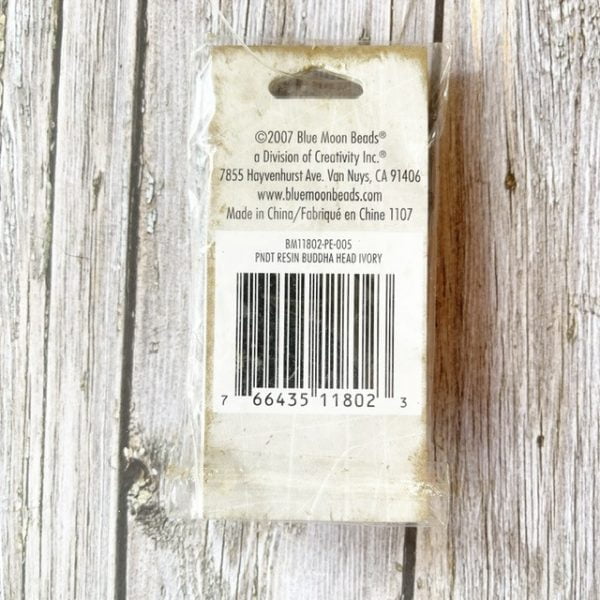 ©2007 Blue Moon Beads®
a Division of Creativity Inc.®
7855 Hayvenhurst Ave. Van Nuys, CA 91406
www.bluemoonbeads.com
Made in China/Fabriqué en Chine 1107
BM11802-PE-005
PNDT RESIN BUDDHA HEAD IVORY
7 66435 11802 3